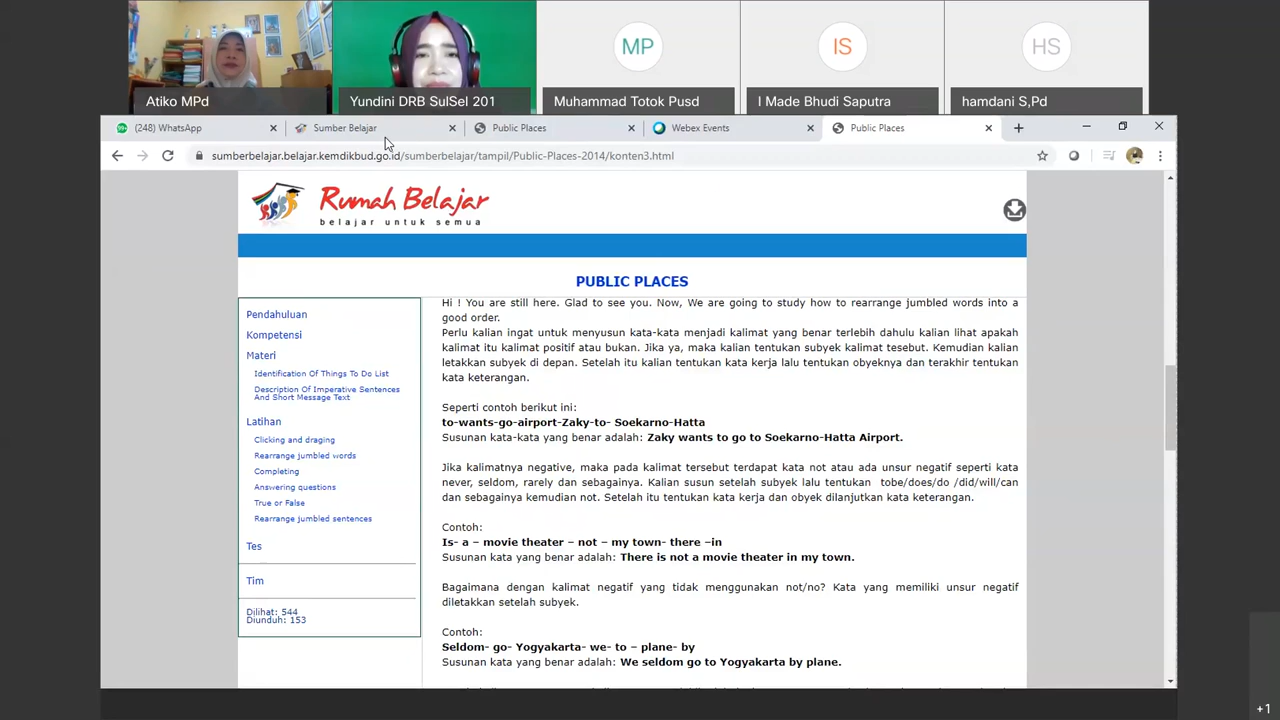 MP
IS
HS
Atiko MPd
Yundini DRB SulSel 201
Muhammad Totok Pusd
I Made Bhudi Saputra
hamdani S,Pd
(248) WhatsApp
Sumber Belajar
Public Places
Webex Events
Public Places
sumberbelajar.belajar.kemdikbud.go.id/sumberbelajar/tampil/Public-Places-2014/konten3.html
Rumah Belajar
belajar untuk semua
PUBLIC PLACES
Pendahuluan
Kompetensi
Materi
Identification Of Things To Do List
Description Of Imperative Sentences
And Short Message Text
Latihan
Clicking and draging
Rearrange jumbled words
Completing
Answering questions
True or False
Rearrange jumbled sentences
Tes
Tim
Dilihat: 544
Diunduh: 153
Hi ! You are still here. Glad to see you. Now, We are going to study how to rearrange jumbled words into a
good order.
Perlu kalian ingat untuk menyusun kata-kata menjadi kalimat yang benar terlebih dahulu kalian lihat apakah
kalimat itu kalimat positif atau bukan. Jika ya, maka kalian tentukan subyek kalimat tesebut. Kemudian kalian
letakkan subyek di depan. Setelah itu kalian tentukan kata kerja lalu tentukan obyeknya dan terakhir tentukan
kata keterangan.
Seperti contoh berikut ini:
to-wants-go-airport-Zaky-to- Soekarno-Hatta
Susunan kata-kata yang benar adalah: Zaky wants to go to Soekarno-Hatta Airport.
Jika kalimatnya negative, maka pada kalimat tersebut terdapat kata not atau ada unsur negatif seperti kata
never, seldom, rarely dan sebagainya. Kalian susun setelah subyek lalu tentukan tobe/does/do /did/will/can
dan sebagainya kemudian not. Setelah itu tentukan kata kerja dan obyek dilanjutkan kata keterangan.
Contoh:
Is- a – movie theater – not – my town- there –in
Susunan kata yang benar adalah: There is not a movie theater in my town.
Bagaimana dengan kalimat negatif yang tidak menggunakan not/no? Kata yang memiliki unsur negatif
diletakkan setelah subyek.
Contoh:
Seldom- go- Yogyakarta- we- to – plane- by
Susunan kata yang benar adalah: We seldom go to Yogyakarta by plane.
+1